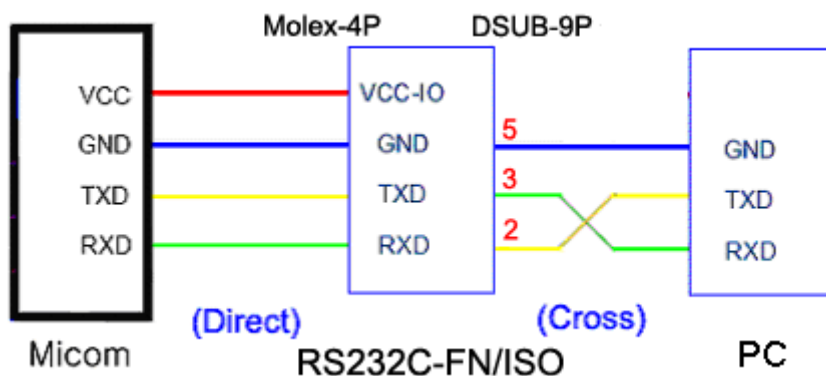 Molex-4P DSUB-9P
VCC VCC-IO
GND GND 5 GND
TXD TXD 3 TXD
RXD RXD 2 RXD
(Direct) (Cross)
Micom RS232C-FN/ISO PC